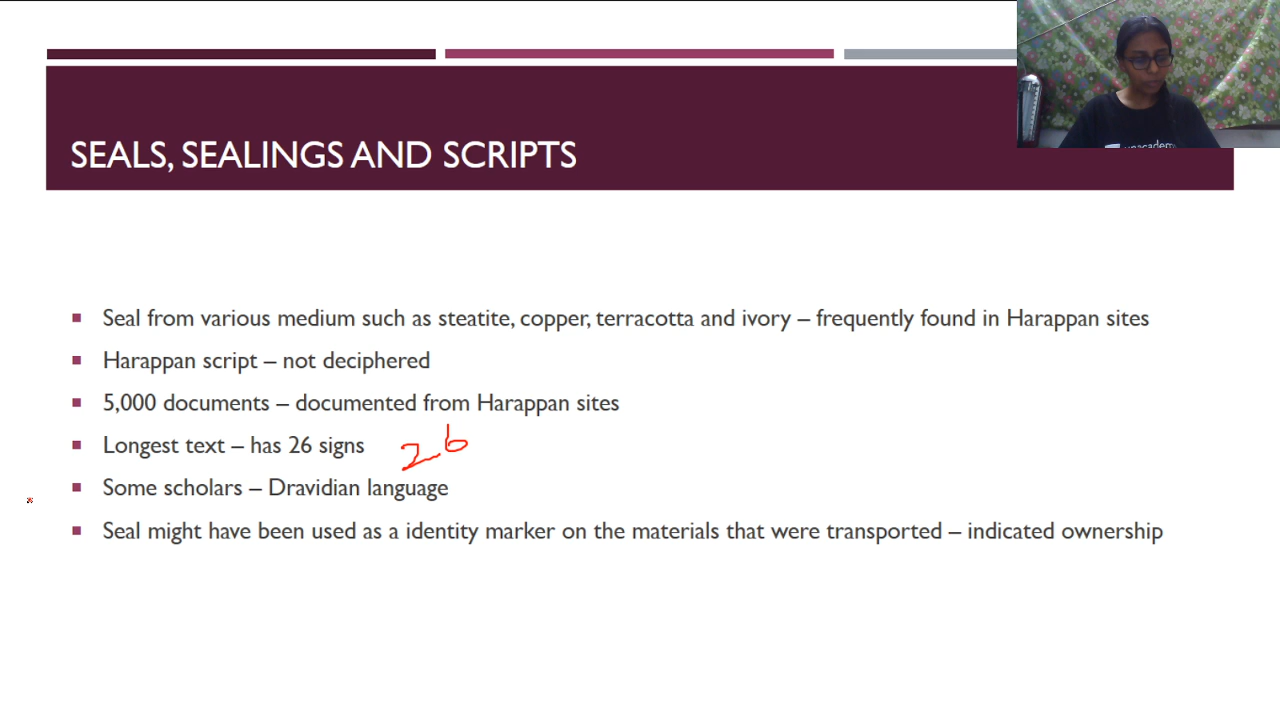 SEALS, SEALINGS AND SCRIPTS
Seal from various medium such as steatite, copper, terracotta and ivory – frequently found in Harappan sites
Harappan script – not deciphered
5,000 documents – documented from Harappan sites
Longest text – has 26 signs 26
Some scholars – Dravidian language
Seal might have been used as a identity marker on the materials that were transported – indicated ownership